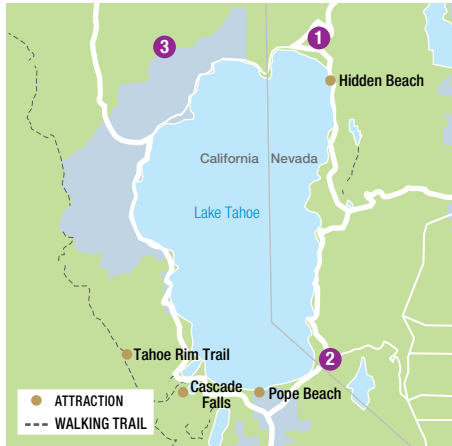 1
3
Hidden Beach
California Nevada
Lake Tahoe
2
Tahoe Rim Trail
Cascade
Falls
Pope Beach
ATTRACTION
WALKING TRAIL